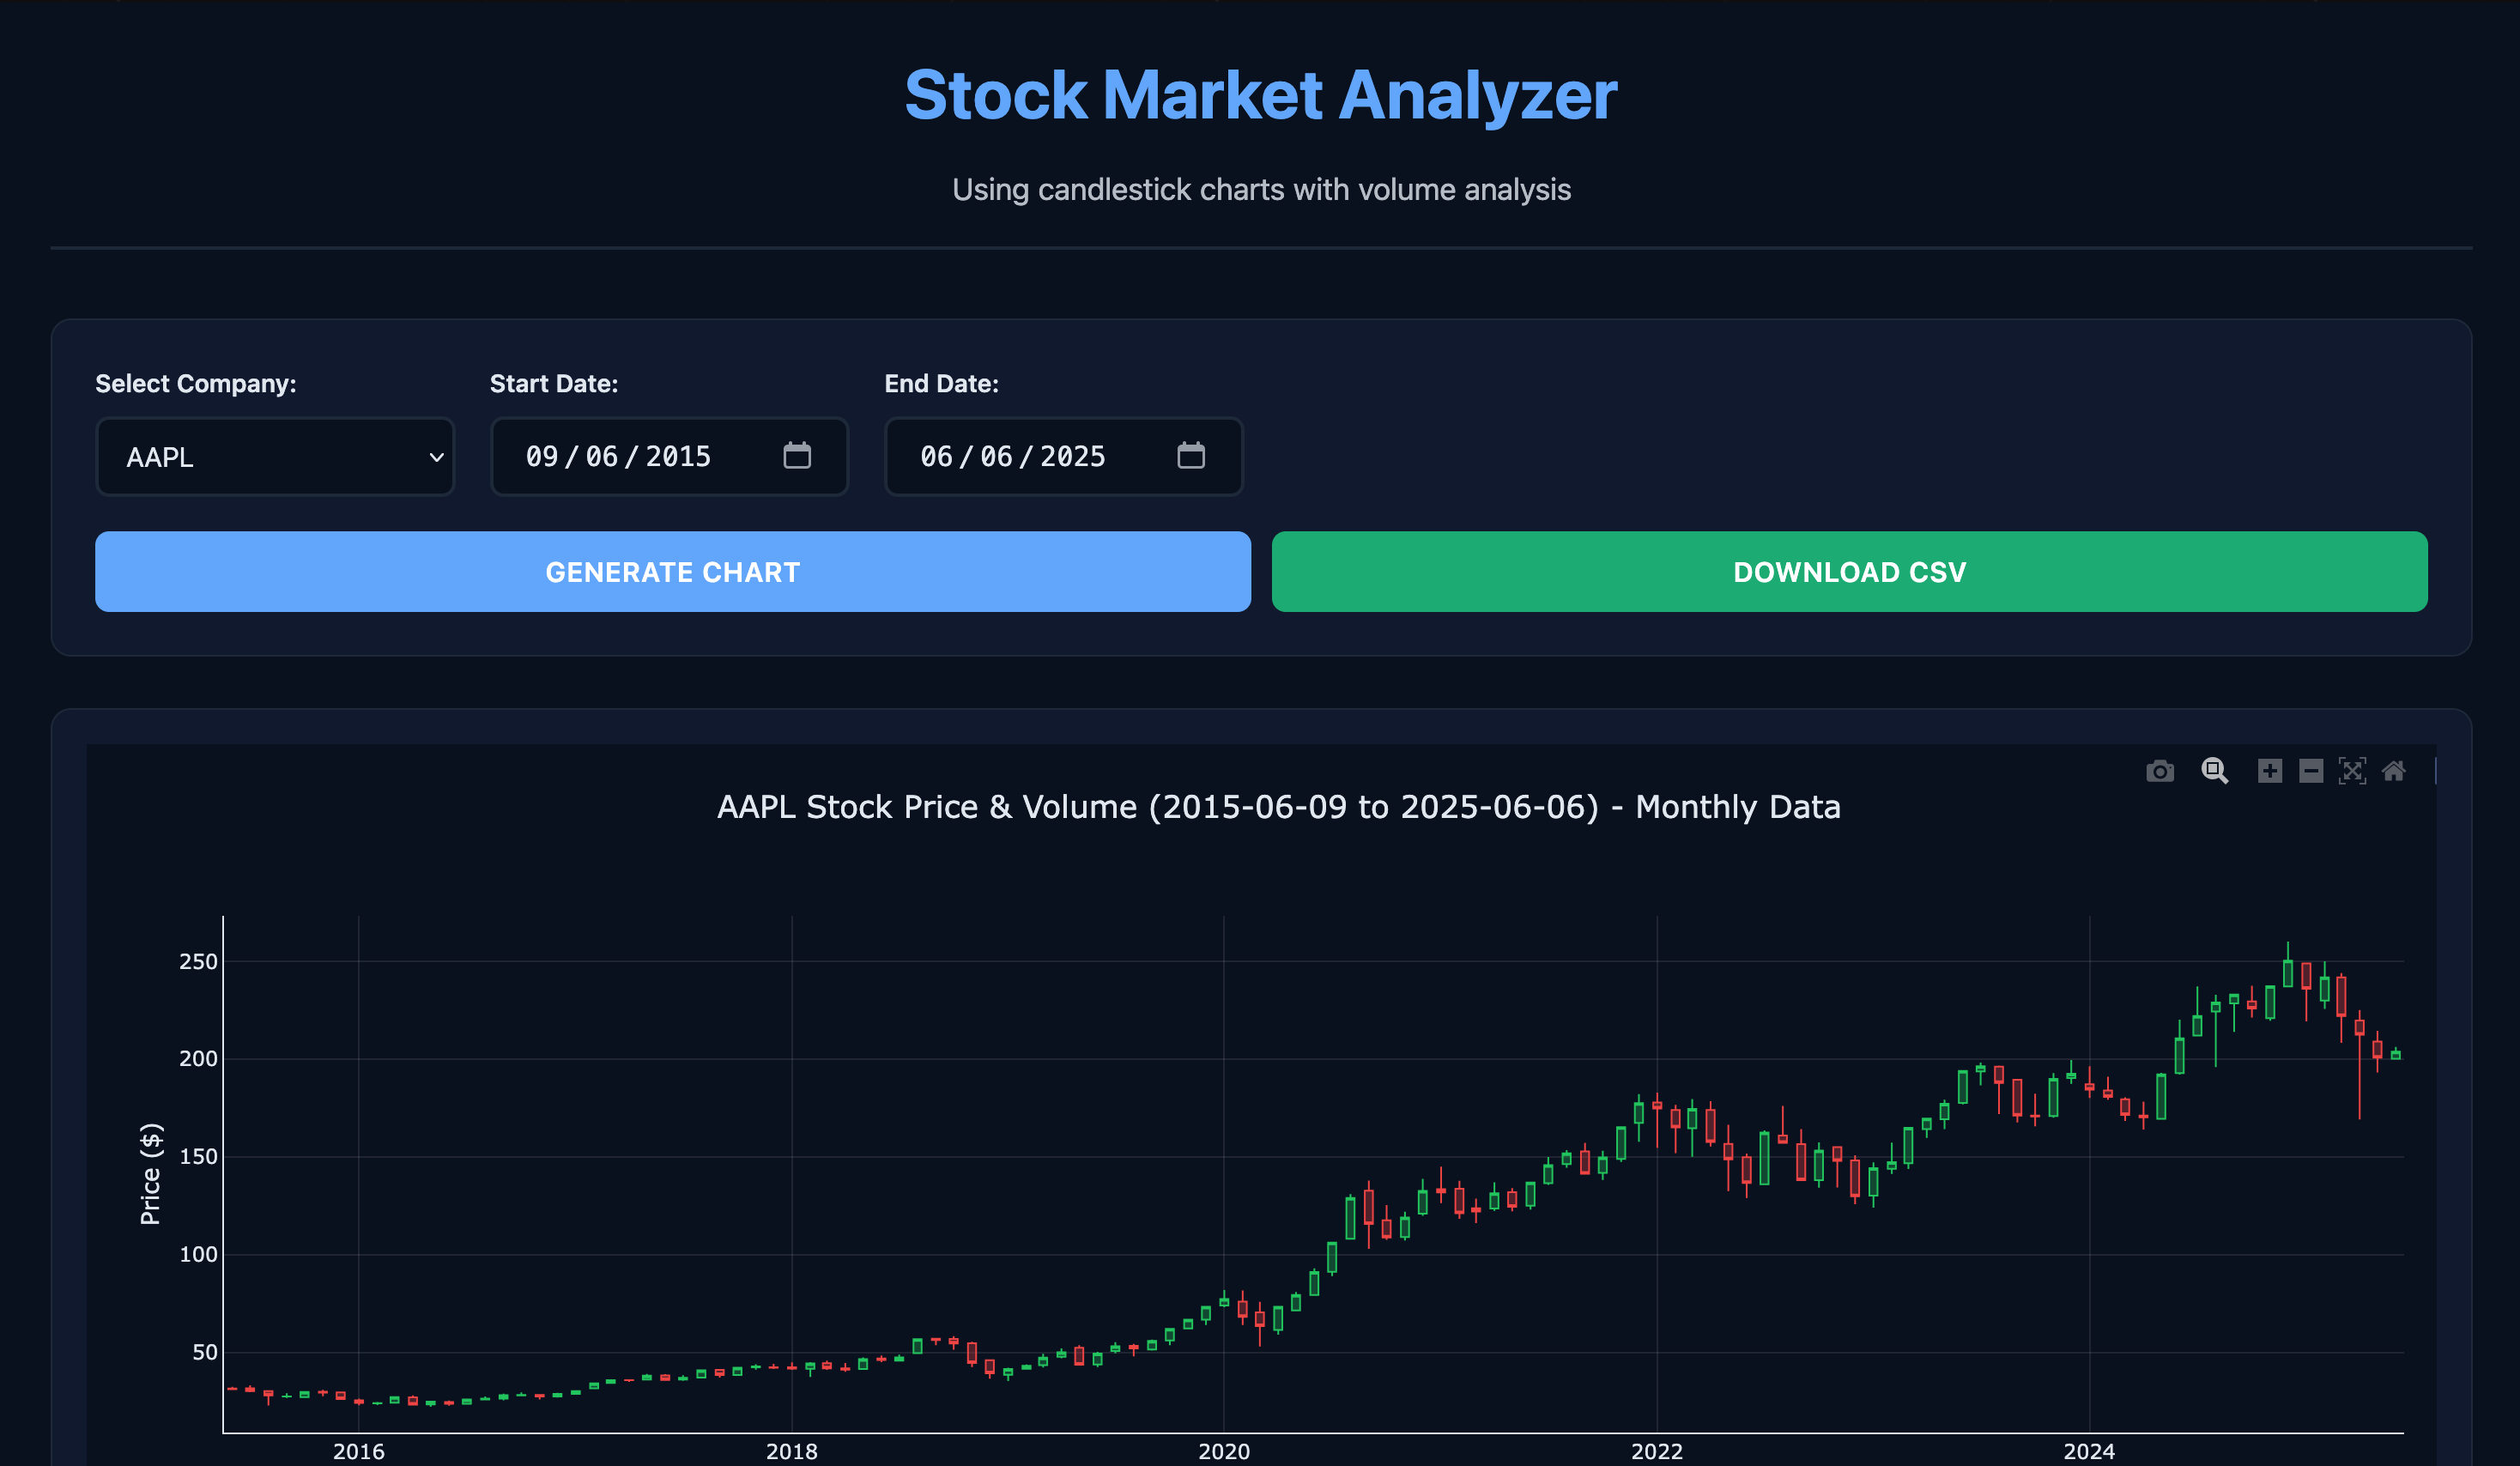 Stock Market Analyzer
Using candlestick charts with volume analysis
Select Company:
Start Date:
End Date:
AAPL
09/06/2015
06/06/2025
GENERATE CHART
DOWNLOAD CSV
AAPL Stock Price & Volume (2015-06-09 to 2025-06-06) - Monthly Data
Price ($)
250
200
150
100
50
2016
2018
2020
2022
2024